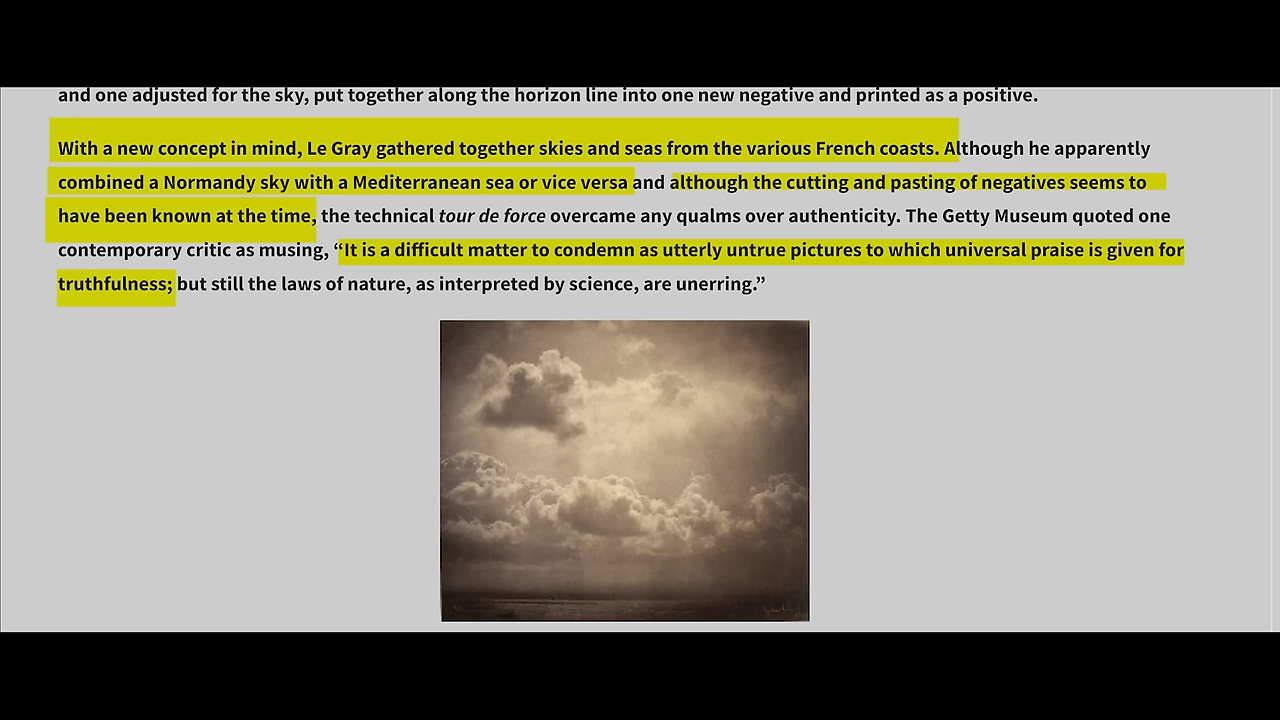 and one adjusted for the sky, put together along the horizon line into one new negative and printed as a positive.
With a new concept in mind, Le Gray gathered together skies and seas from the various French coasts. Although he apparently
combined a Normandy sky with a Mediterranean sea or vice versa and although the cutting and pasting of negatives seems to
have been known at the time, the technical tour de force overcame any qualms over authenticity. The Getty Museum quoted one
contemporary critic as musing, “It is a difficult matter to condemn as utterly untrue pictures to which universal praise is given for
truthfulness; but still the laws of nature, as interpreted by science, are unerring.”